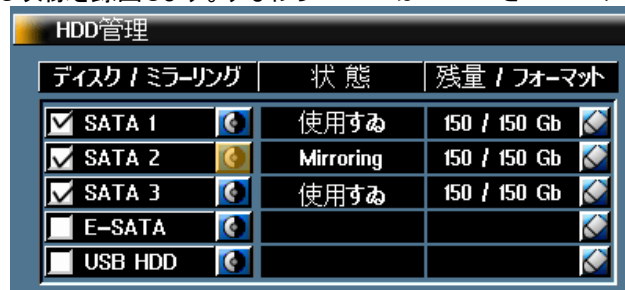 HDD管理
ディスク / ミラーリング 状 態 残量 / フォーマット
SATA 1 使用すゐ 150 / 150 Gb
SATA 2 Mirroring 150 / 150 Gb
SATA 3 使用すゐ 150 / 150 Gb
E-SATA
USB HDD